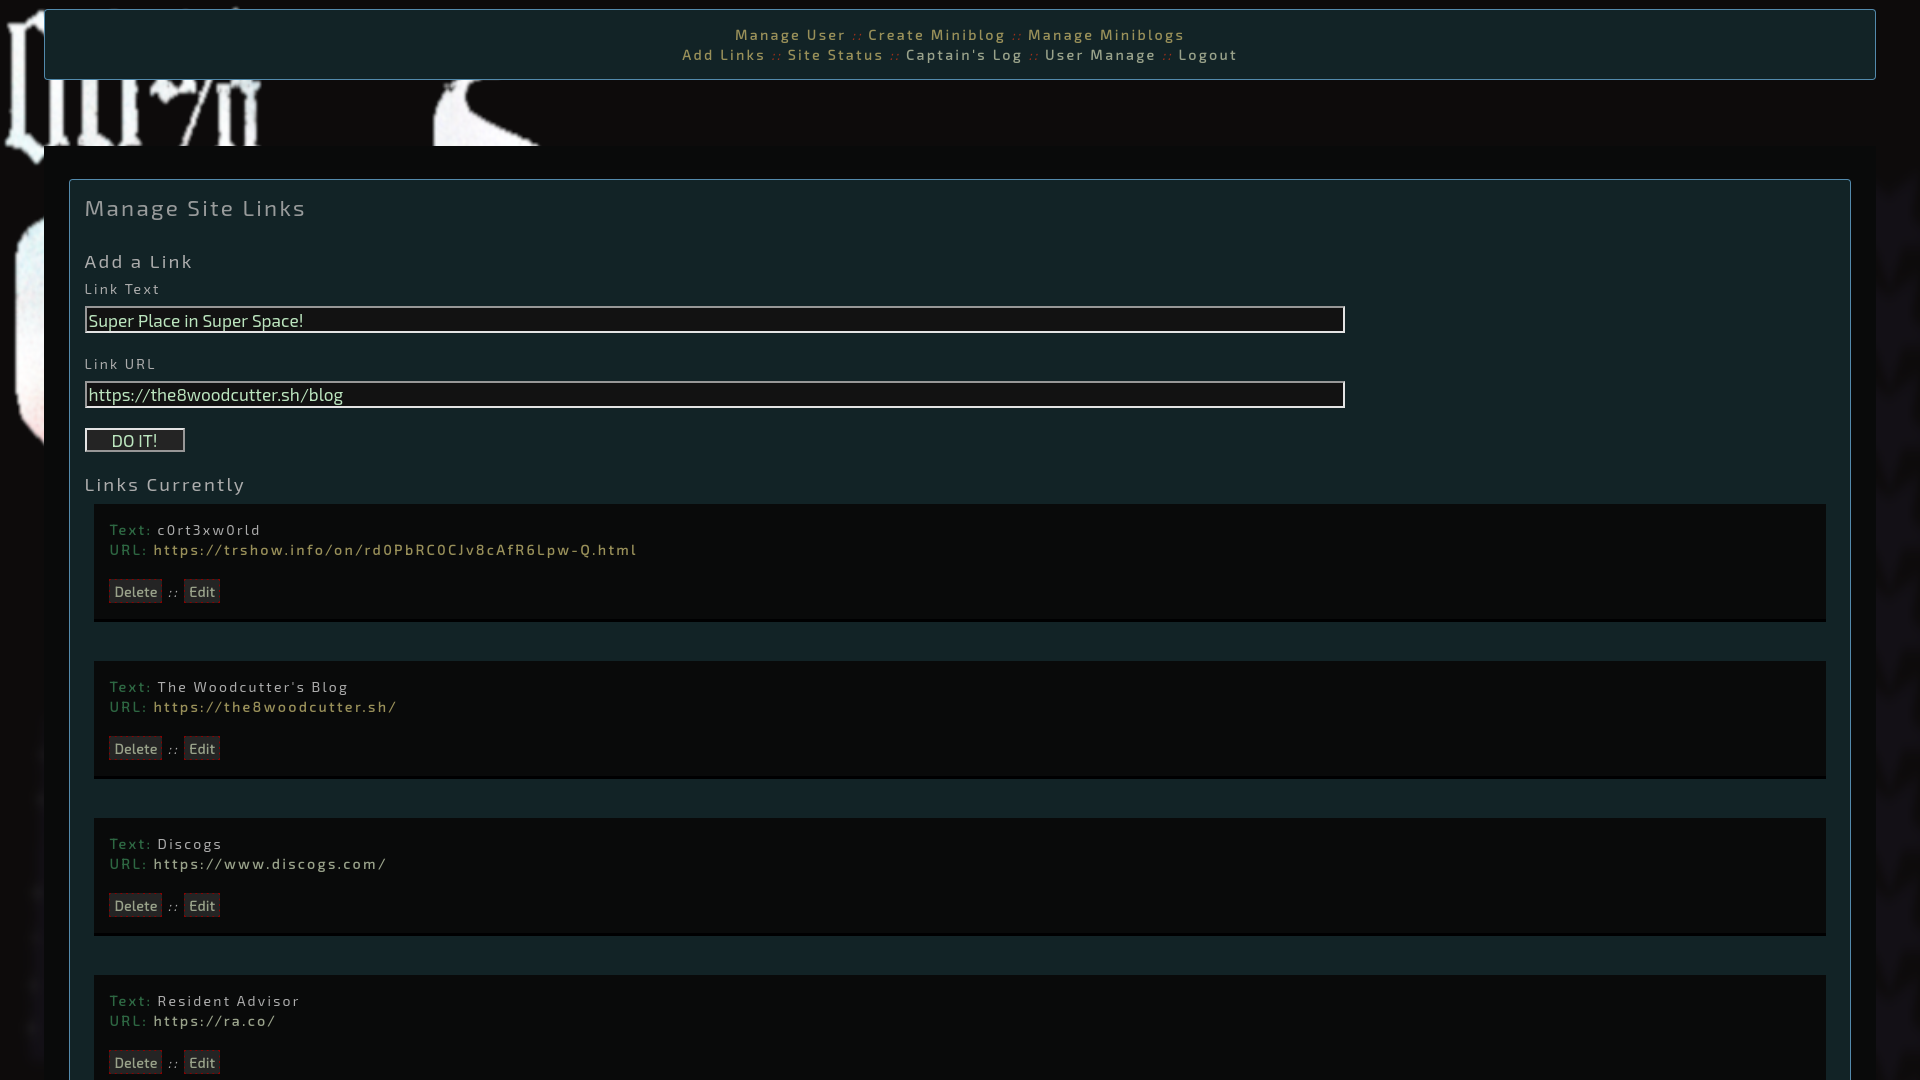 Manage User :: Create Miniblog :: Manage Miniblogs
Add Links :: Site Status :: Captain's Log :: User Manage :: Logout
Manage Site Links
Add a Link
Link Text
Super Place in Super Space!
Link URL
https://the8woodcutter.sh/blog
DO IT!
Links Currently
Text: c0rt3xw0rld
URL: https://trshow.info/on/rd0PbRC0CJv8cAfR6Lpw-Q.html
Delete :: Edit
Text: The Woodcutter's Blog
URL: https://the8woodcutter.sh/
Delete :: Edit
Text: Discogs
URL: https://www.discogs.com/
Delete :: Edit
Text: Resident Advisor
URL: https://ra.co/
Delete :: Edit